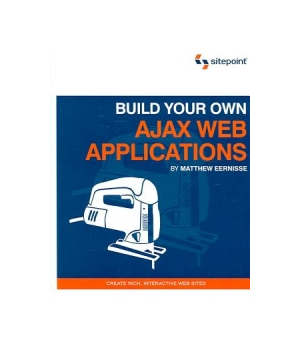 sitepoint
BUILD YOUR OWN
AJAX WEB
APPLICATIONS
BY MATTHEW EERNISSE
CREATE RICH, INTERACTIVE WEB SITES